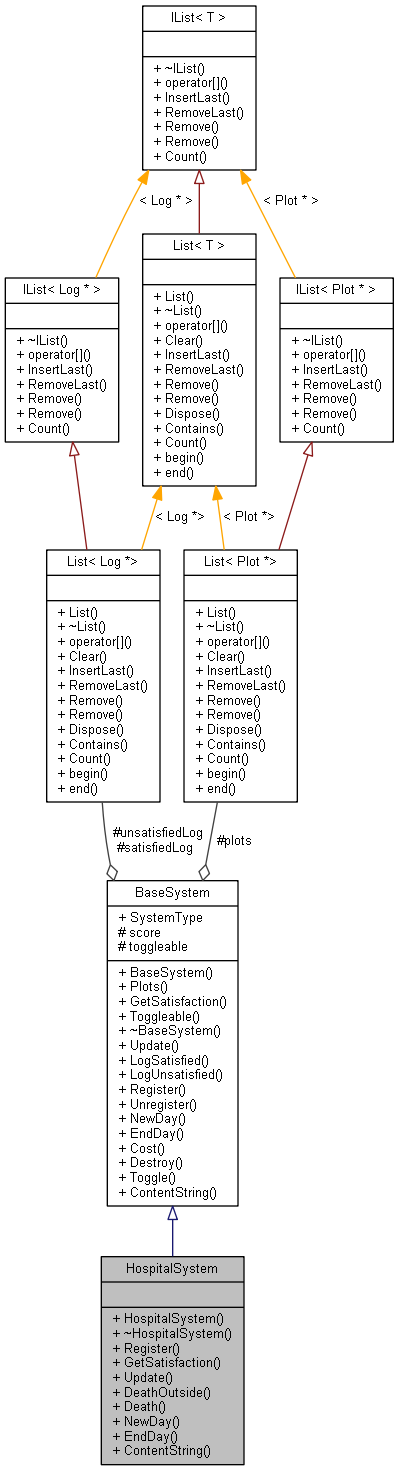 IList< T >
+ ~IList()
+ operator[]()
+ InsertLast()
+ RemoveLast()
+ Remove()
+ Remove()
+ Count()
< Log * >
< Plot * >
List< T >
+ List()
+ ~List()
+ operator[]()
+ Clear()
+ InsertLast()
+ RemoveLast()
+ Remove()
+ Remove()
+ Dispose()
+ Contains()
+ Count()
+ begin()
+ end()
IList< Log * >
+ ~IList()
+ operator[]()
+ InsertLast()
+ RemoveLast()
+ Remove()
+ Remove()
+ Count()
IList< Plot * >
+ ~IList()
+ operator[]()
+ InsertLast()
+ RemoveLast()
+ Remove()
+ Remove()
+ Count()
< Log *>
< Plot *>
List< Log *>
+ List()
+ ~List()
+ operator[]()
+ Clear()
+ InsertLast()
+ RemoveLast()
+ Remove()
+ Remove()
+ Dispose()
+ Contains()
+ Count()
+ begin()
+ end()
List< Plot *>
+ List()
+ ~List()
+ operator[]()
+ Clear()
+ InsertLast()
+ RemoveLast()
+ Remove()
+ Remove()
+ Dispose()
+ Contains()
+ Count()
+ begin()
+ end()
#unsatisfiedLog
#satisfiedLog
#plots
BaseSystem
+ SystemType
# score
# toggleable
+ BaseSystem()
+ Plots()
+ GetSatisfaction()
+ Toggleable()
+ ~BaseSystem()
+ Update()
+ LogSatisfied()
+ LogUnsatisfied()
+ Register()
+ Unregister()
+ NewDay()
+ EndDay()
+ Cost()
+ Destroy()
+ Toggle()
+ ContentString()
HospitalSystem
+ HospitalSystem()
+ ~HospitalSystem()
+ Register()
+ GetSatisfaction()
+ Update()
+ DeathOutside()
+ Death()
+ NewDay()
+ EndDay()
+ ContentString()